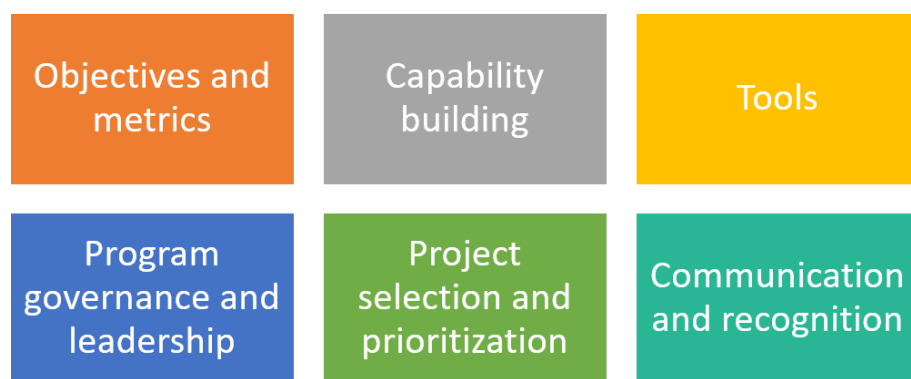 Objectives and
metrics
Capability
building
Tools
Program
governance and
leadership
Project
selection and
prioritization
Communication
and recognition